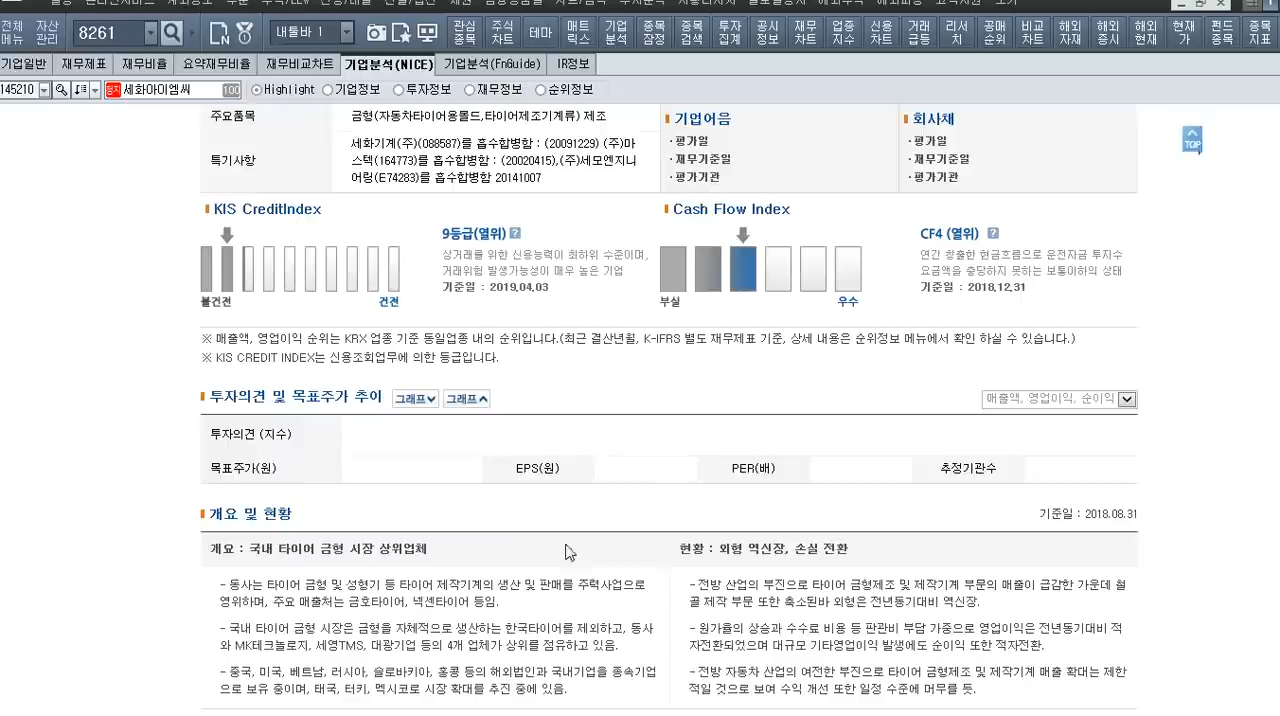 전체 자산 8261 내툴바 1 관심 주식 테마 매트 기업 종목 종목 투자 공시 재무 업종 신용 거래 리서 공매 비교 해외 해외 해외 현재 펀드 종목
메뉴 관리 종목 차트 릭스 분석 잠정 검색 집계 정보 차트 지수 차트 급등 치 순위 차트 자재 증시 현재 가 종목 지표
기업일반 재무제표 재무비율 요약재무비율 재무비교차트 기업분석(NICE) 기업분석(FnGuide) IR정보
145210 정지 세화아이엠씨 100 Highlight 기업정보 투자정보 재무정보 순위정보
주요품목 금형(자동차타이어용몰드,타이어제조기계류) 제조
특기사항 세화기계(주)(088587)를 흡수합병함 : (20091229) (주)마
스텍(164773)를 흡수합병함 : (20020415),(주)세모엔지니
어링(E74283)를 흡수합병함 20141007
기업어음
·평가일
·재무기준일
·평가기관
회사채
·평가일
·재무기준일
·평가기관
TOP
KIS CreditIndex
9등급(열위) ?
상거래를 위한 신용능력이 최하위 수준이며,
거래위험 발생가능성이 매우 높은 기업
기준일 : 2019.04.03
불건전 건전
Cash Flow Index
CF4 (열위) ?
연간 창출한 현금흐름으로 운전자금 투자수
요금액을 충당하지 못하는 보통이하의 상태
기준일 : 2018.12.31
부실 우수
※ 매출액, 영업이익 순위는 KRX 업종 기준 동일업종 내의 순위입니다.(최근 결산년월, K-IFRS 별도 재무제표 기준, 상세 내용은 순위정보 메뉴에서 확인 하실 수 있습니다.)
※ KIS CREDIT INDEX는 신용조회업무에 의한 등급입니다.
투자의견 및 목표주가 추이 그래프 그래프 매출액, 영업이익, 순이익
투자의견 (지수)
목표주가(원) EPS(원) PER(배) 추정기관수
개요 및 현황 기준일 : 2018.08.31
개요 : 국내 타이어 금형 시장 상위업체
- 동사는 타이어 금형 및 성형기 등 타이어 제작기계의 생산 및 판매를 주력사업으로
영위하며, 주요 매출처는 금호타이어, 넥센타이어 등임.
- 국내 타이어 금형 시장은 금형을 자체적으로 생산하는 한국타이어를 제외하고, 동사
와 MK테크놀로지, 세영TMS, 대광기업 등의 4개 업체가 상위를 점유하고 있음.
- 중국, 미국, 베트남, 러시아, 슬로바키아, 홍콩 등의 해외법인과 국내기업을 종속기업
으로 보유 중이며, 태국, 터키, 멕시코로 시장 확대를 추진 중에 있음.
현황 : 외형 역신장, 손실 전환
- 전방 산업의 부진으로 타이어 금형제조 및 제작기계 부문의 매출이 급감한 가운데 월
골 제작 부문 또한 축소된바 외형은 전년동기대비 역신장.
- 원가율의 상승과 수수료 비용 등 판관비 부담 가중으로 영업이익은 전년동기대비 적
자전환되었으며 대규모 기타영업이익 발생에도 순이익 또한 적자전환.
- 전방 자동차 산업의 여전한 부진으로 타이어 금형제조 및 제작기계 매출 확대는 제한
적일 것으로 보여 수익 개선 또한 일정 수준에 머무를 듯.